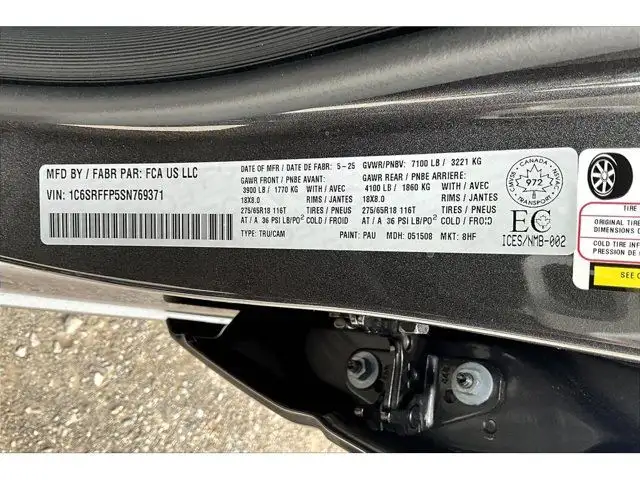 MFD BY / FABR PAR: FCA US LLC
VIN: 1C6SRFFP5SN769371
DATE OF MFR / DATE DE FABR: 5-25
GAWR FRONT / PNBE AVANT:
3900 LB / 1770 KG WITH / AVEC
18X8.0 RIMS / JANTES
275/65R18 116T TIRES / PNEUS
AT / A 36 PSI LB/PO² COLD / FROID
TYPE: TRU/CAM
GVWR/PNBV: 7100 LB / 3221 KG
GAWR REAR / PNBE ARRIERE:
4100 LB / 1860 KG WITH / AVEC
18X8.0 RIMS / JANTES
275/65R18 116T TIRES / PNEUS
AT / A 36 PSI LB/PO² COLD / FROID
PAINT: PAU MDH: 051508 MKT: 8HF
CANADA
972
TRANSPORT
EC
ICES/NMB-002
TIRE
ORIGINAL TIRE
DIMENSIONS D
COLD TIRE INF
PRESSION DE
SEE